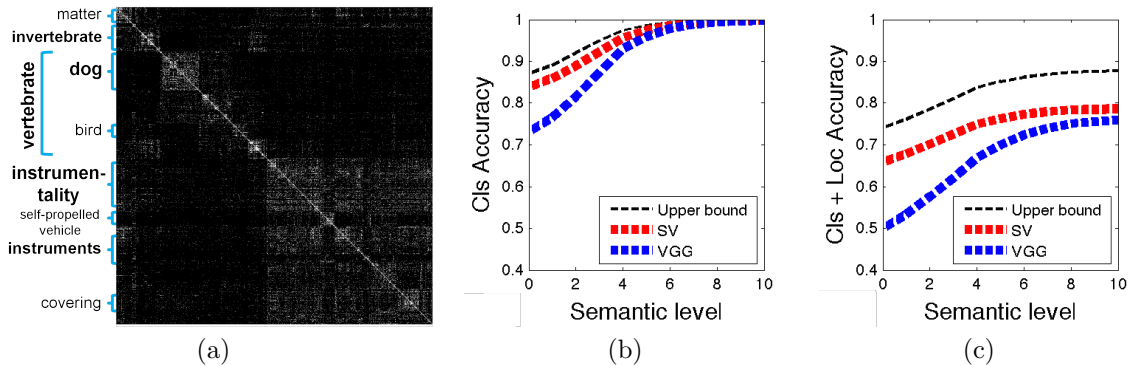 matter
invertebrate
vertebrate
dog
bird
instrumen-
tality
self-propelled
vehicle
instruments
covering
(a)
Cls Accuracy
1
0.9
0.8
0.7
0.6
0.5
0.4
0 2 4 6 8 10
Semantic level
Upper bound
SV
VGG
(b)
Cls + Loc Accuracy
1
0.9
0.8
0.7
0.6
0.5
0.4
0 2 4 6 8 10
Semantic level
Upper bound
SV
VGG
(c)